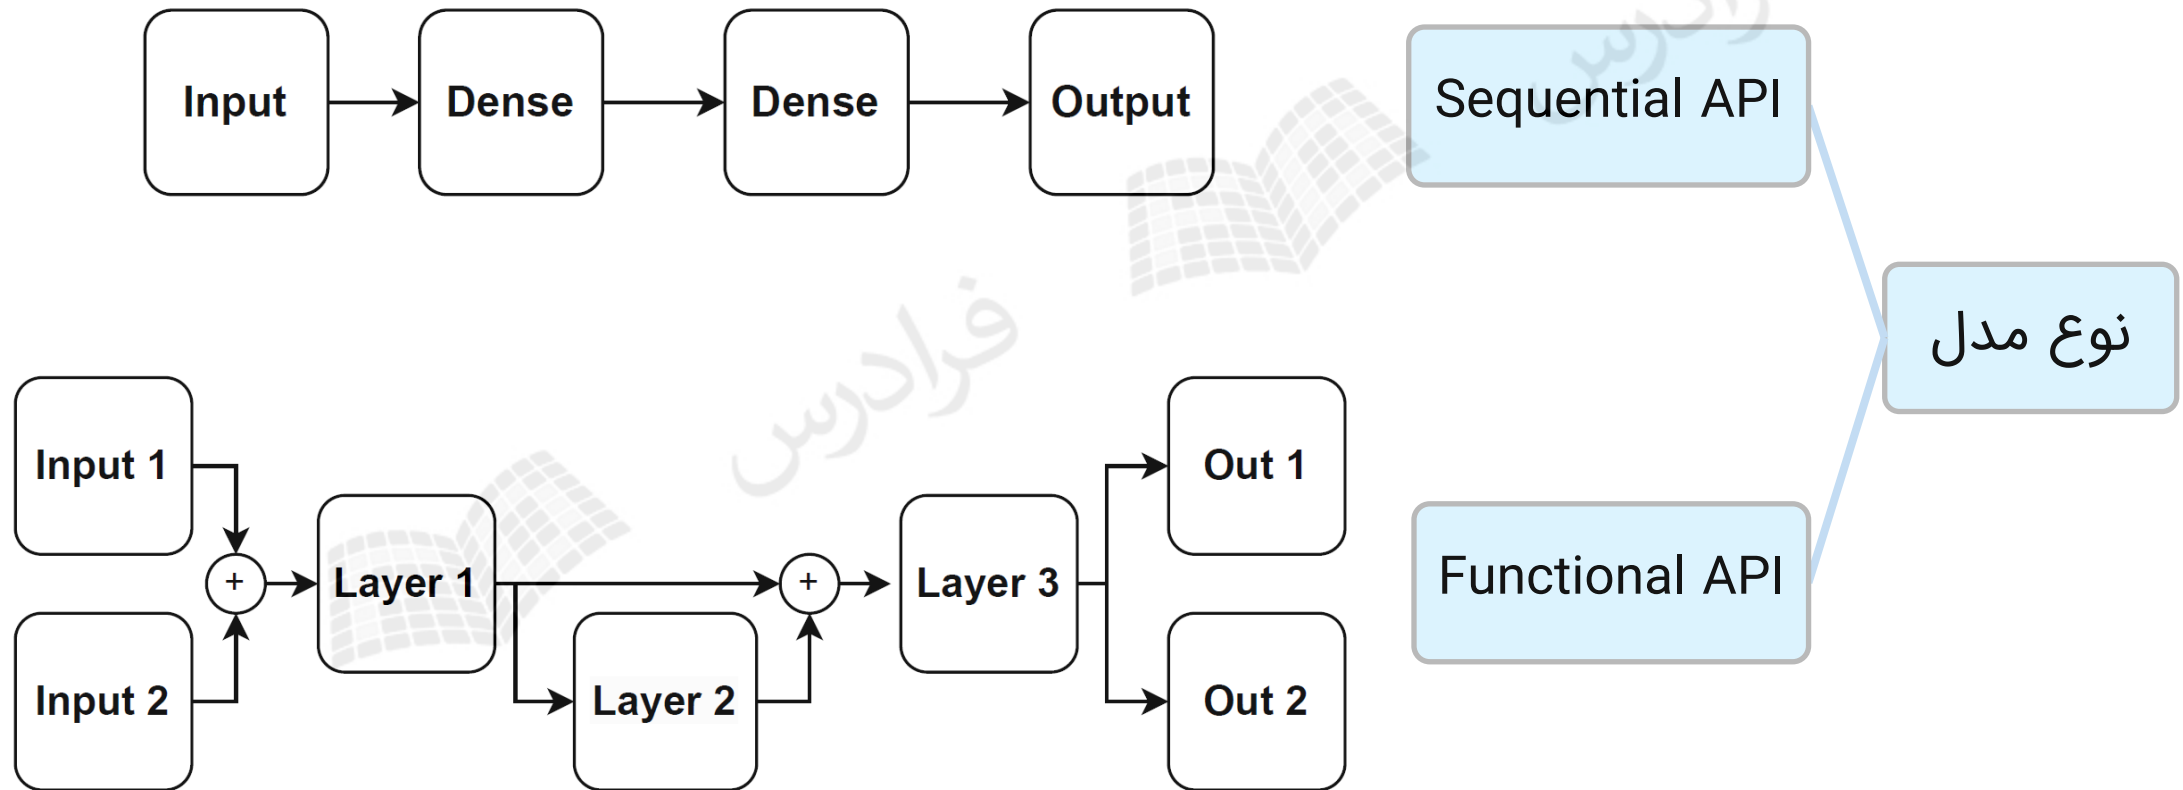 Input
Dense
Dense
Output
Sequential API
نوع مدل
Input 1
Input 2
+
Layer 1
Layer 2
+
Layer 3
Out 1
Out 2
Functional API
فرادرس
فرادرس